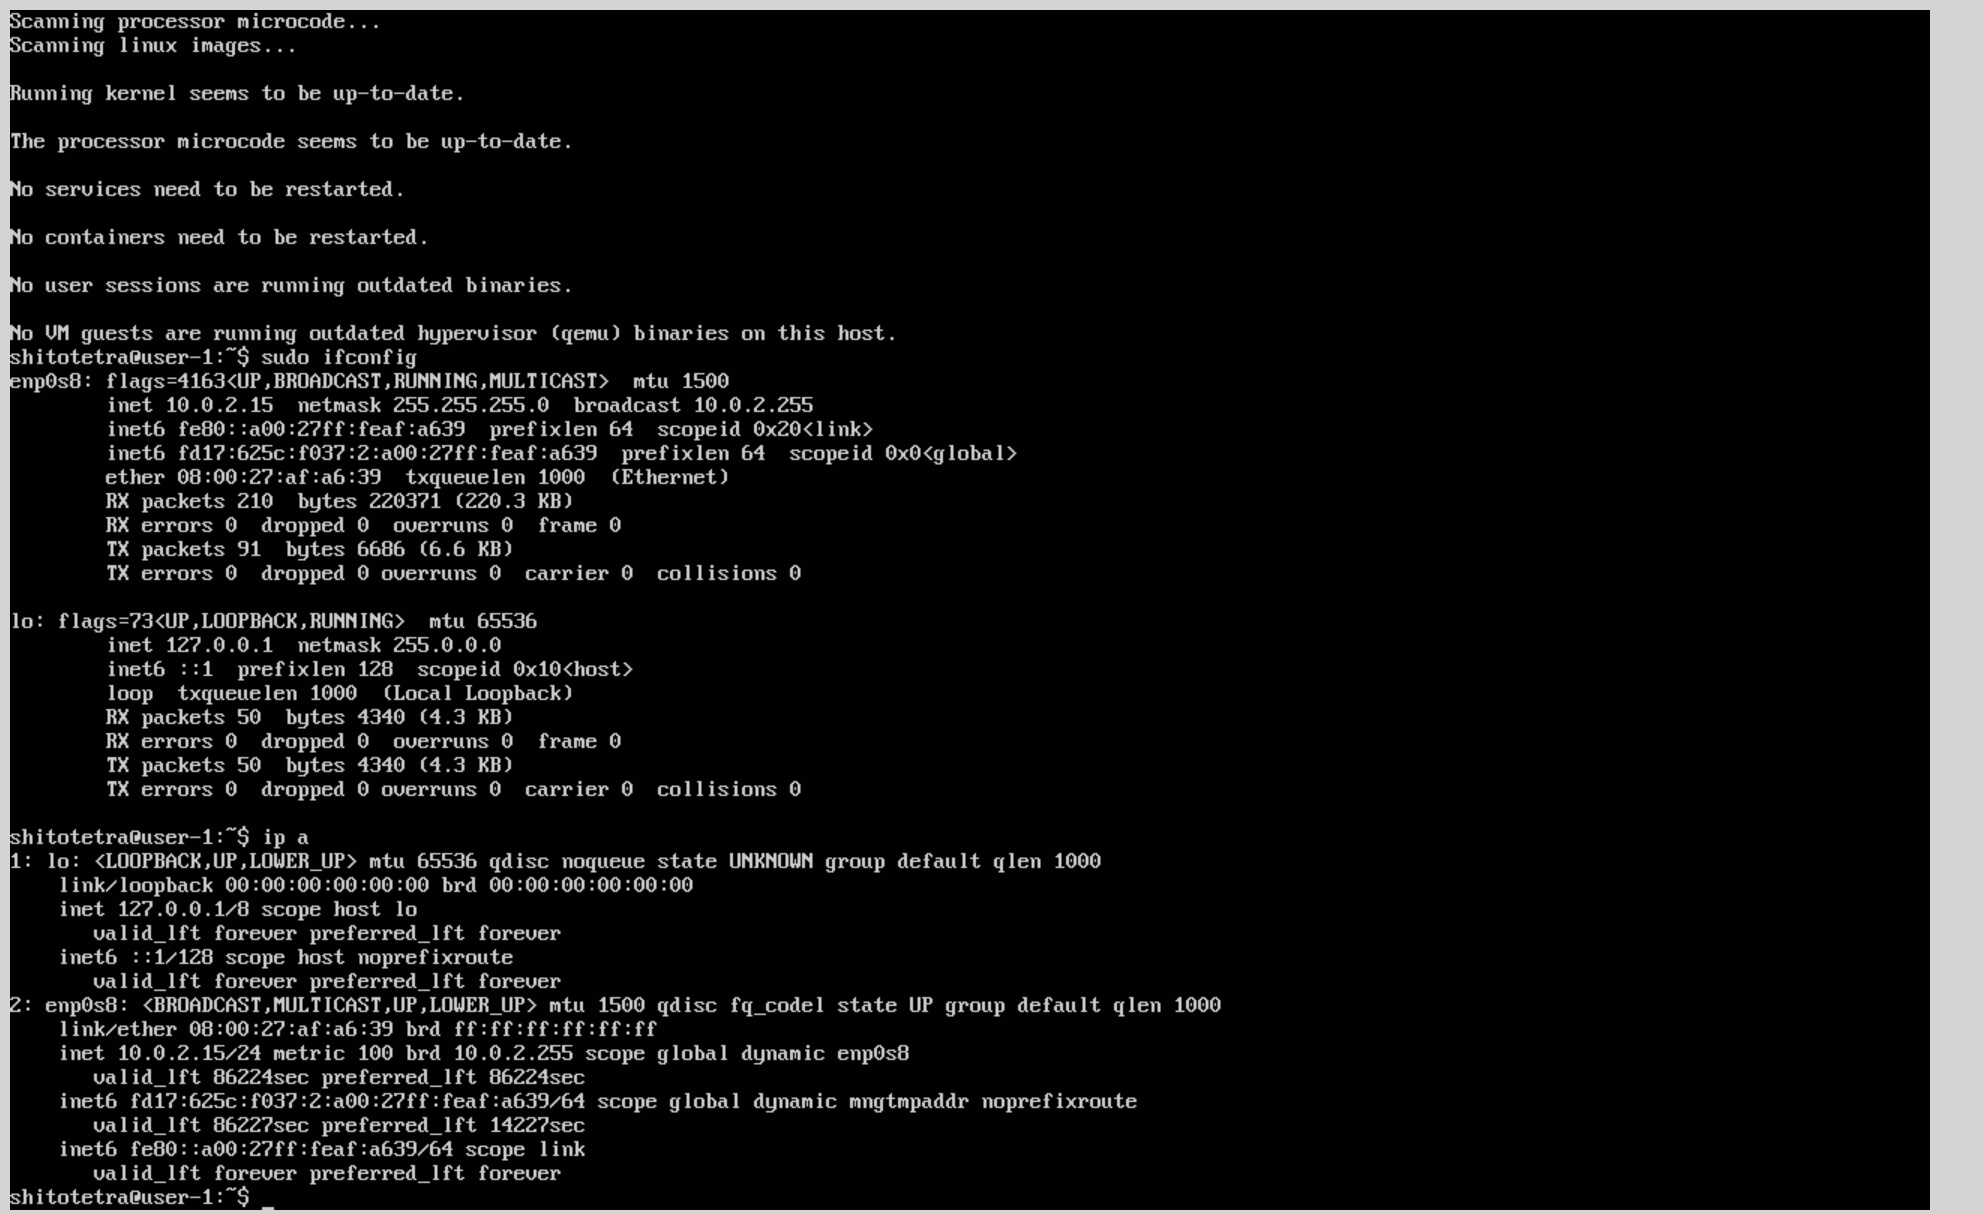 Scanning processor microcode...
Scanning linux images...
Running kernel seems to be up-to-date.
The processor microcode seems to be up-to-date.
No services need to be restarted.
No containers need to be restarted.
No user sessions are running outdated binaries.
No VM guests are running outdated hypervisor (qemu) binaries on this host.
shitotetra@user-1:~$ sudo ifconfig
enp0s8: flags=4163<UP,BROADCAST,RUNNING,MULTICAST>  mtu 1500
        inet 10.0.2.15  netmask 255.255.255.0  broadcast 10.0.2.255
        inet6 fe80::a00:27ff:feaf:a639  prefixlen 64  scopeid 0x20<link>
        inet6 fd17:625c:f037:2:a00:27ff:feaf:a639  prefixlen 64  scopeid 0x0<global>
        ether 08:00:27:af:a6:39  txqueuelen 1000  (Ethernet)
        RX packets 210  bytes 220371 (220.3 KB)
        RX errors 0  dropped 0  overruns 0  frame 0
        TX packets 91  bytes 6686 (6.6 KB)
        TX errors 0  dropped 0 overruns 0  carrier 0  collisions 0
lo: flags=73<UP,LOOPBACK,RUNNING>  mtu 65536
        inet 127.0.0.1  netmask 255.0.0.0
        inet6 ::1  prefixlen 128  scopeid 0x10<host>
        loop  txqueuelen 1000  (Local Loopback)
        RX packets 50  bytes 4340 (4.3 KB)
        RX errors 0  dropped 0  overruns 0  frame 0
        TX packets 50  bytes 4340 (4.3 KB)
        TX errors 0  dropped 0 overruns 0  carrier 0  collisions 0
shitotetra@user-1:~$ ip a
1: lo: <LOOPBACK,UP,LOWER_UP> mtu 65536 qdisc noqueue state UNKNOWN group default qlen 1000
    link/loopback 00:00:00:00:00:00 brd 00:00:00:00:00:00
    inet 127.0.0.1/8 scope host lo
       valid_lft forever preferred_lft forever
    inet6 ::1/128 scope host noprefixroute
       valid_lft forever preferred_lft forever
2: enp0s8: <BROADCAST,MULTICAST,UP,LOWER_UP> mtu 1500 qdisc fq_codel state UP group default qlen 1000
    link/ether 08:00:27:af:a6:39 brd ff:ff:ff:ff:ff:ff
    inet 10.0.2.15/24 metric 100 brd 10.0.2.255 scope global dynamic enp0s8
       valid_lft 86224sec preferred_lft 86224sec
    inet6 fd17:625c:f037:2:a00:27ff:feaf:a639/64 scope global dynamic mngtmpaddr noprefixroute
       valid_lft 86227sec preferred_lft 14227sec
    inet6 fe80::a00:27ff:feaf:a639/64 scope link
       valid_lft forever preferred_lft forever
shitotetra@user-1:~$ _